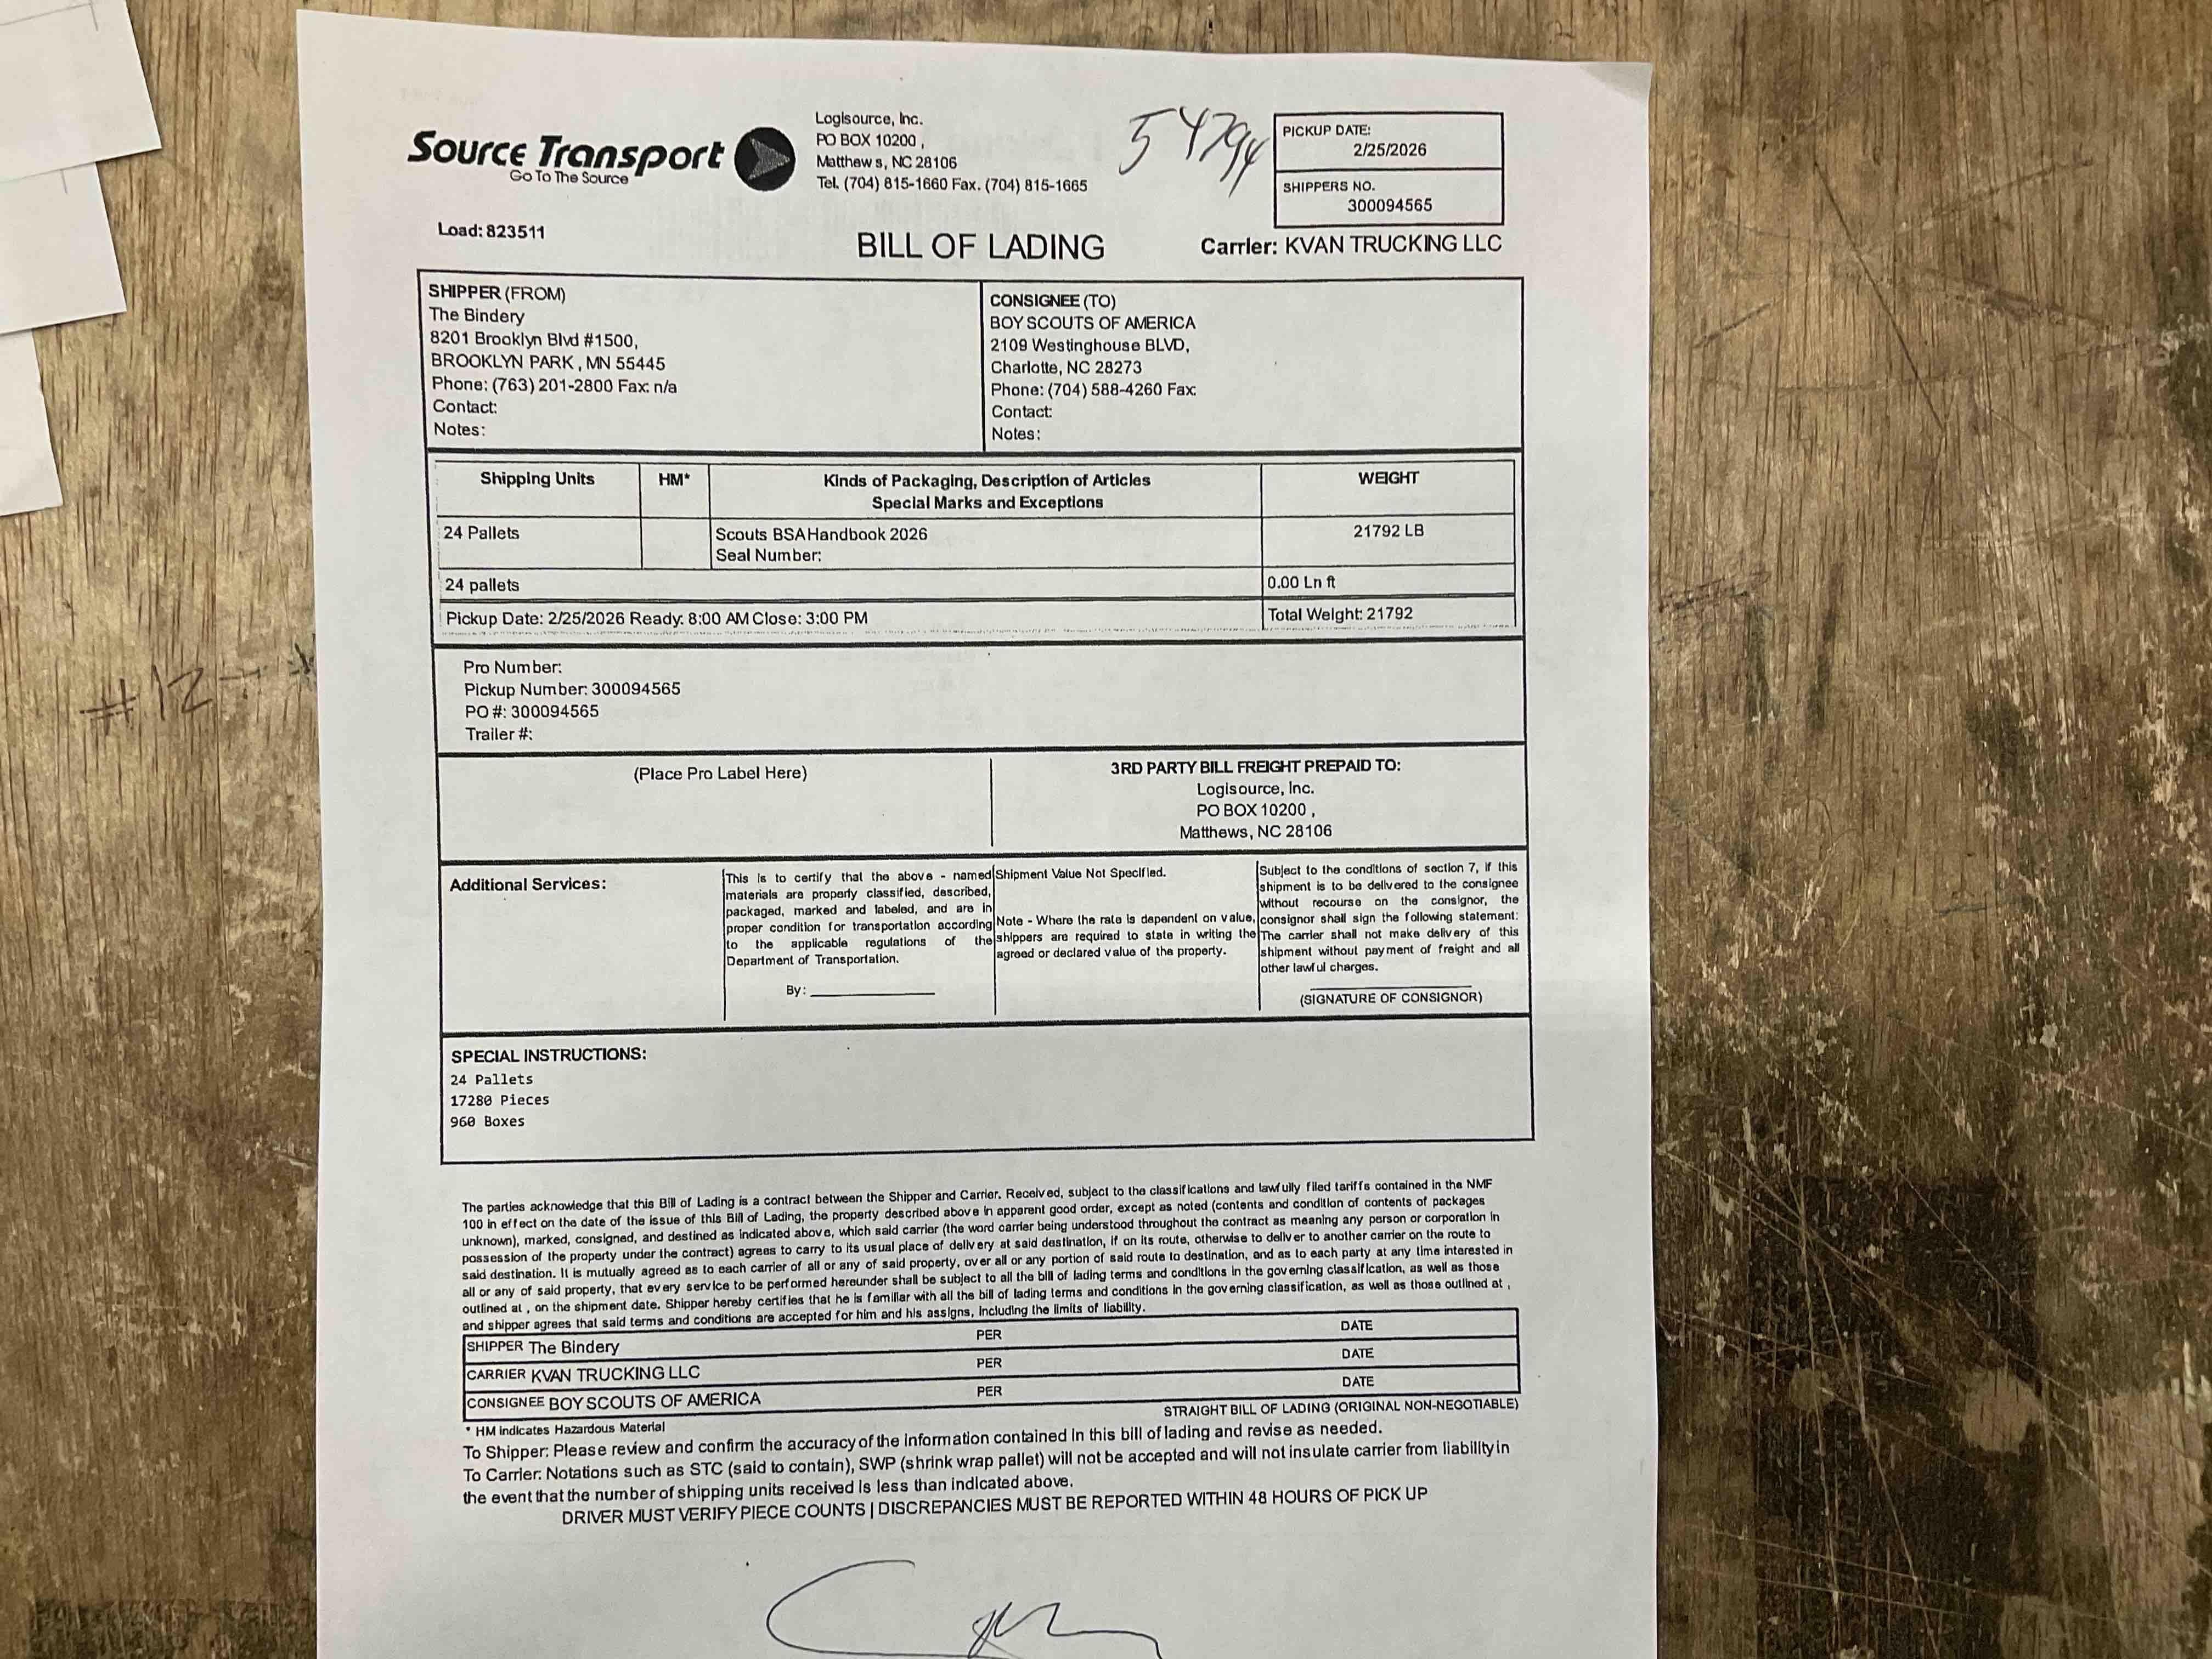 Source Transport
Go To The Source
Logisource, Inc.
PO BOX 10200 ,
Matthew s, NC 28106
Tel. (704) 815-1660 Fax. (704) 815-1665
54794
PICKUP DATE:
2/25/2026
SHIPPERS NO.
300094565
Load: 823511
BILL OF LADING
Carrier: KVAN TRUCKING LLC
SHIPPER (FROM)
The Bindery
8201 Brooklyn Blvd #1500,
BROOKLYN PARK , MN 55445
Phone: (763) 201-2800 Fax: n/a
Contact:
Notes:
CONSIGNEE (TO)
BOY SCOUTS OF AMERICA
2109 Westinghouse BLVD,
Charlotte, NC 28273
Phone: (704) 588-4260 Fax:
Contact:
Notes:
Shipping Units
HM*
Kinds of Packaging, Description of Articles
Special Marks and Exceptions
WEIGHT
24 Pallets
Scouts BSA Handbook 2026
Seal Number:
21792 LB
24 pallets
0.00 Ln ft
Pickup Date: 2/25/2026 Ready: 8:00 AM Close: 3:00 PM
Total Weight: 21792
#12
Pro Number:
Pickup Number: 300094565
PO #: 300094565
Trailer #:
(Place Pro Label Here)
3RD PARTY BILL FREIGHT PREPAID TO:
Logisource, Inc.
PO BOX 10200 ,
Matthews, NC 28106
Additional Services:
This is to certify that the above - named
materials are properly classified, described,
packaged, marked and labeled, and are in
proper condition for transportation according
to the applicable regulations of the
Department of Transportation.
By:
Shipment Value Not Specified.
Note - Where the rate is dependent on value,
shippers are required to state in writing the
agreed or declared value of the property.
Subject to the conditions of section 7, if this
shipment is to be delivered to the consignee
without recourse on the consignor, the
consignor shall sign the following statement:
The carrier shall not make delivery of this
shipment without payment of freight and all
other lawful charges.
(SIGNATURE OF CONSIGNOR)
SPECIAL INSTRUCTIONS:
24 Pallets
17280 Pieces
960 Boxes
The parties acknowledge that this Bill of Lading is a contract between the Shipper and Carrier. Received, subject to the classifications and lawfully filed tariffs contained in the NMF
100 in effect on the date of the issue of this Bill of Lading, the property described above in apparent good order, except as noted (contents and condition of contents of packages
unknown), marked, consigned, and destined as indicated above, which said carrier (the word carrier being understood throughout the contract as meaning any person or corporation in
possession of the property under the contract) agrees to carry to its usual place of delivery at said destination, if on its route, otherwise to deliver to another carrier on the route to
said destination. It is mutually agreed as to each carrier of all or any of said property, over all or any portion of said route to destination, and as to each party at any time interested in
all or any of said property, that every service to be performed hereunder shall be subject to all the bill of lading terms and conditions in the governing classification, as well as those
outlined at , on the shipment date. Shipper hereby certifies that he is familiar with all the bill of lading terms and conditions in the governing classification, as well as those outlined at ,
and shipper agrees that said terms and conditions are accepted for him and his assigns, including the limits of liability.
SHIPPER The Bindery PER DATE
CARRIER KVAN TRUCKING LLC PER DATE
CONSIGNEE BOY SCOUTS OF AMERICA PER DATE
STRAIGHT BILL OF LADING (ORIGINAL NON-NEGOTIABLE)
* HM indicates Hazardous Material
To Shipper: Please review and confirm the accuracy of the information contained in this bill of lading and revise as needed.
To Carrier: Notations such as STC (said to contain), SWP (shrink wrap pallet) will not be accepted and will not insulate carrier from liability in
the event that the number of shipping units received is less than indicated above.
DRIVER MUST VERIFY PIECE COUNTS | DISCREPANCIES MUST BE REPORTED WITHIN 48 HOURS OF PICK UP